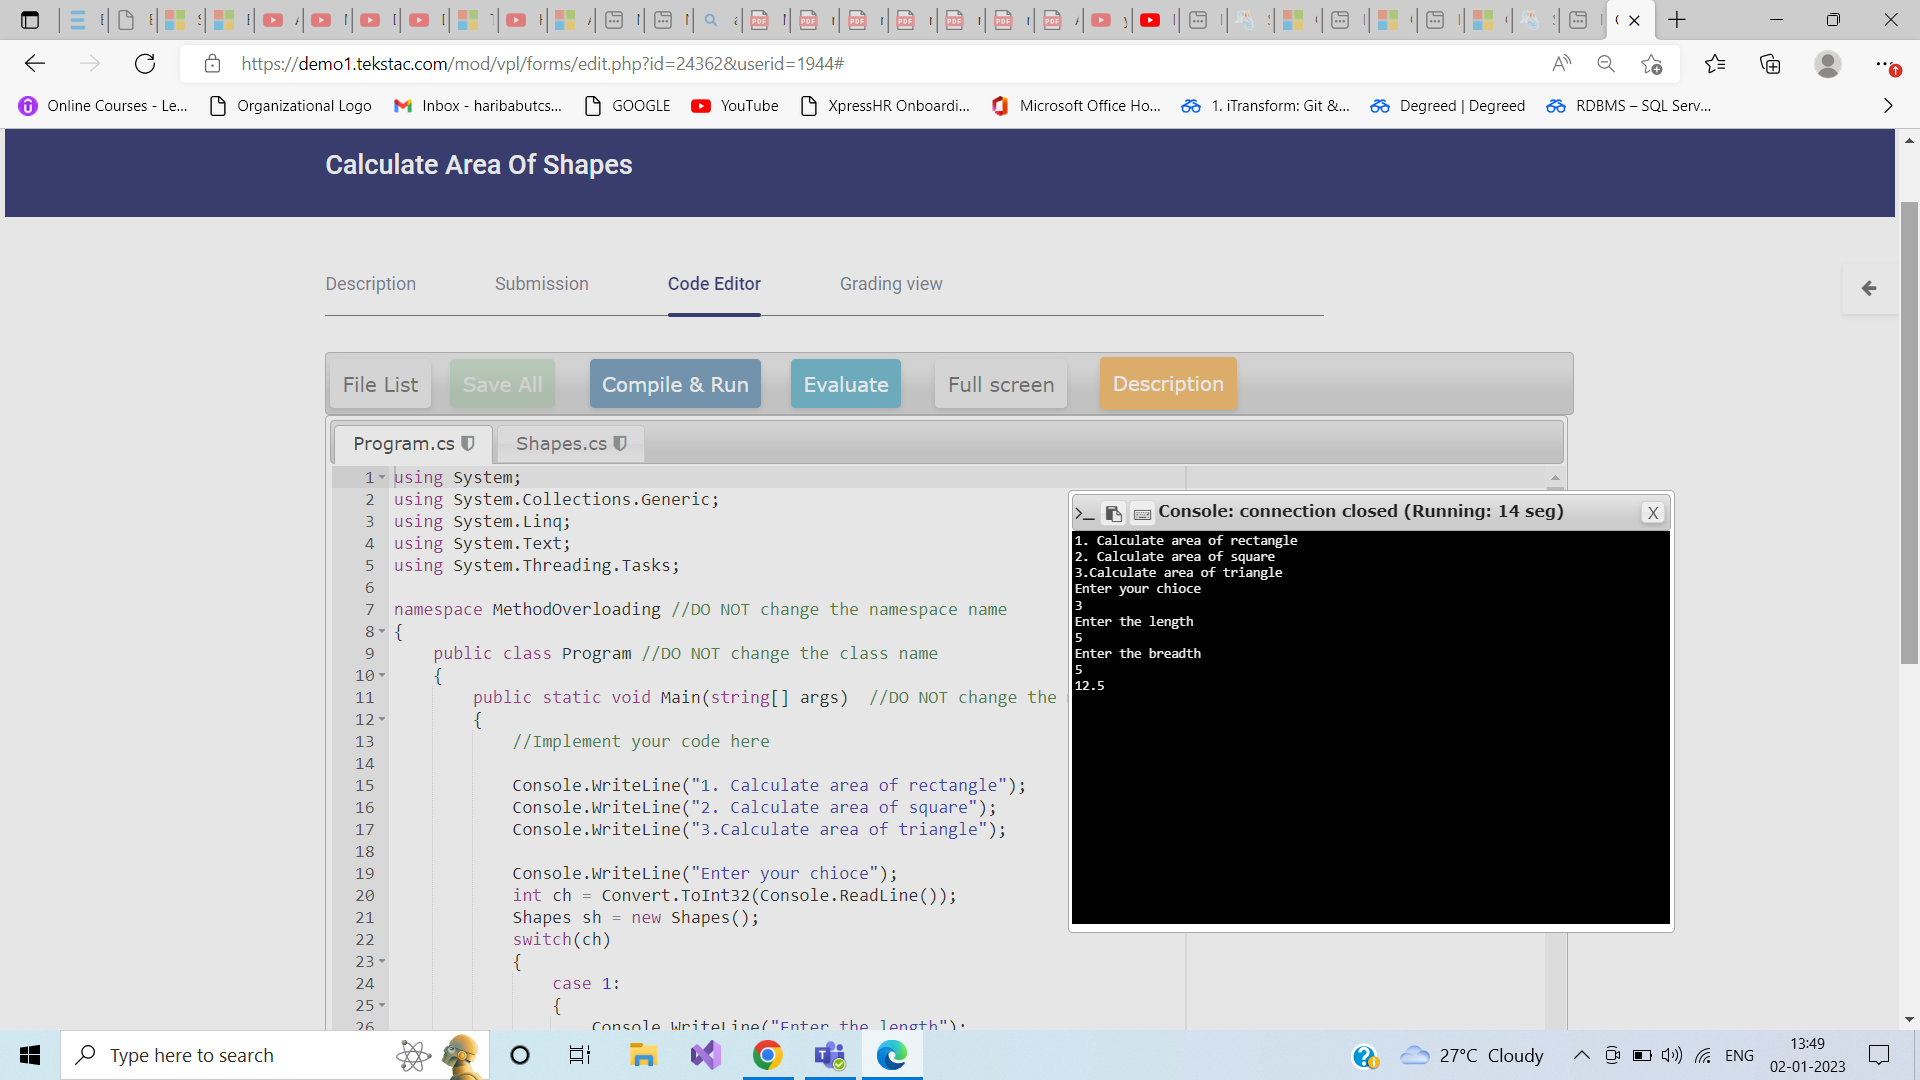 https://demo1.tekstac.com/mod/vpl/forms/edit.php?id=24362&userid=1944#
Online Courses - Le...
Organizational Logo
Inbox - haribabutcs...
GOOGLE
YouTube
XpressHR Onboardi...
Microsoft Office Ho...
1. iTransform: Git &...
Degreed | Degreed
RDBMS – SQL Serv...
Calculate Area Of Shapes
Description
Submission
Code Editor
Grading view
File List
Save All
Compile & Run
Evaluate
Full screen
Description
Program.cs
Shapes.cs
1 using System;
2 using System.Collections.Generic;
3 using System.Linq;
4 using System.Text;
5 using System.Threading.Tasks;
6
7 namespace MethodOverloading //DO NOT change the namespace name
8 {
9 public class Program //DO NOT change the class name
10 {
11 public static void Main(string[] args) //DO NOT change the
12 {
13 //Implement your code here
14
15 Console.WriteLine("1. Calculate area of rectangle");
16 Console.WriteLine("2. Calculate area of square");
17 Console.WriteLine("3.Calculate area of triangle");
18
19 Console.WriteLine("Enter your chioce");
20 int ch = Convert.ToInt32(Console.ReadLine());
21 Shapes sh = new Shapes();
22 switch(ch)
23 {
24 case 1:
25 {
26 Console.WriteLine("Enter the length");
>_ Console: connection closed (Running: 14 seg)
X
1. Calculate area of rectangle
2. Calculate area of square
3.Calculate area of triangle
Enter your chioce
3
Enter the length
5
Enter the breadth
5
12.5
Type here to search
27°C Cloudy
ENG
13:49
02-01-2023